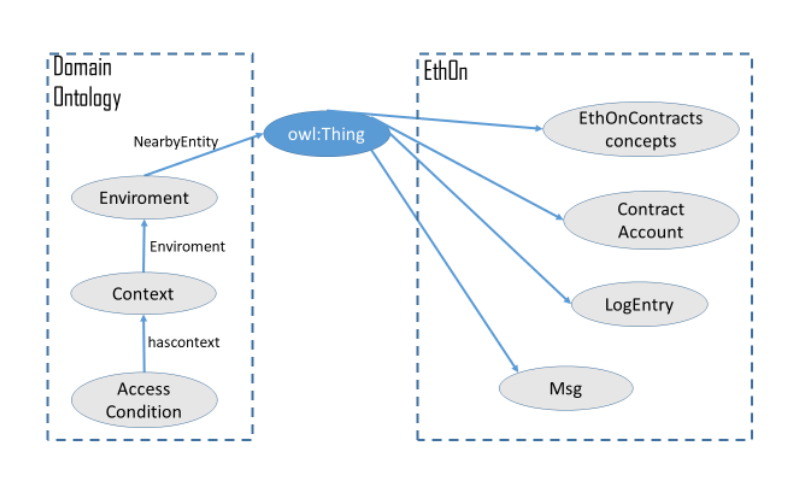 Domain
Ontology
EthOn
NearbyEntity
owl:Thing
EthOnContracts
concepts
Enviroment
Contract
Account
Enviroment
Context
LogEntry
hascontext
Access
Condition
Msg